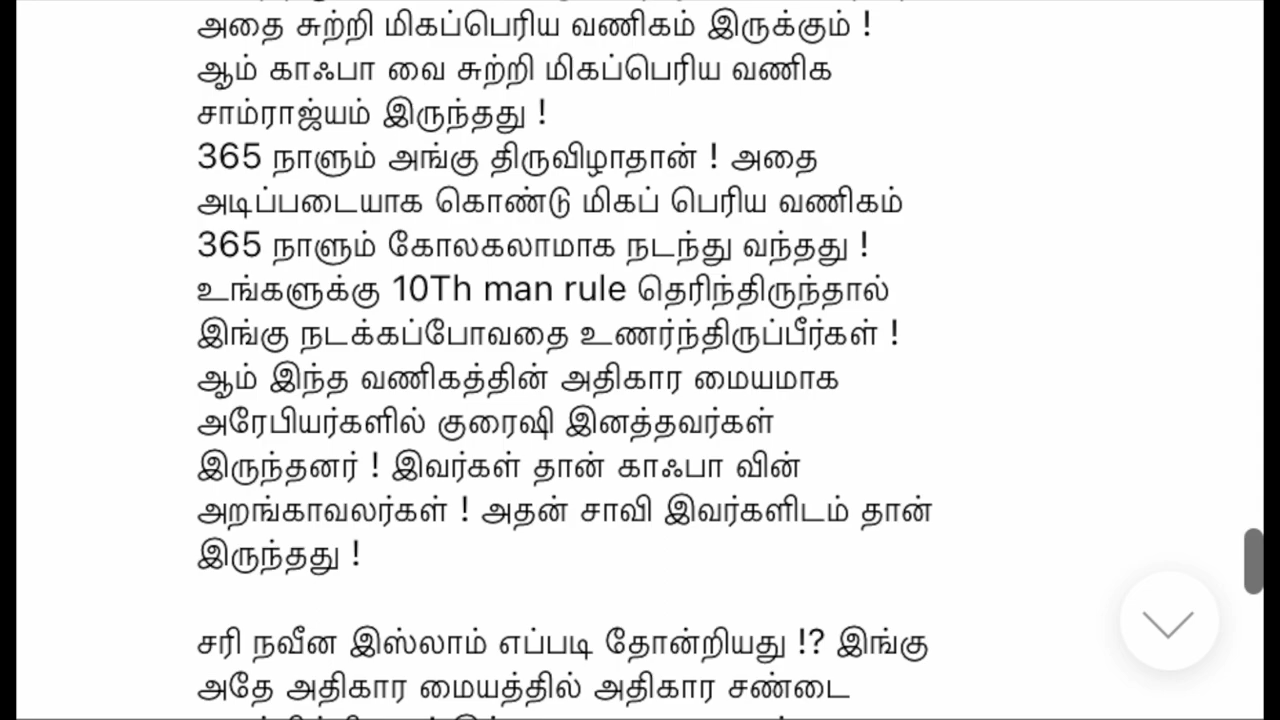 அதை சுற்றி மிகப்பெரிய வணிகம் இருக்கும் !
ஆம் காஃபா வை சுற்றி மிகப்பெரிய வணிக
சாம்ராஜ்யம் இருந்தது !
365 நாளும் அங்கு திருவிழாதான் ! அதை
அடிப்படையாக கொண்டு மிகப் பெரிய வணிகம்
365 நாளும் கோலகலாமாக நடந்து வந்தது !
உங்களுக்கு 10Th man rule தெரிந்திருந்தால்
இங்கு நடக்கப்போவதை உணர்ந்திருப்பீர்கள் !
ஆம் இந்த வணிகத்தின் அதிகார மையமாக
அரேபியர்களில் குரைஷி இனத்தவர்கள்
இருந்தனர் ! இவர்கள் தான் காஃபா வின்
அறங்காவலர்கள் ! அதன் சாவி இவர்களிடம் தான்
இருந்தது !
சரி நவீன இஸ்லாம் எப்படி தோன்றியது !? இங்கு
அதே அதிகார மையத்தில் அதிகார சண்டை